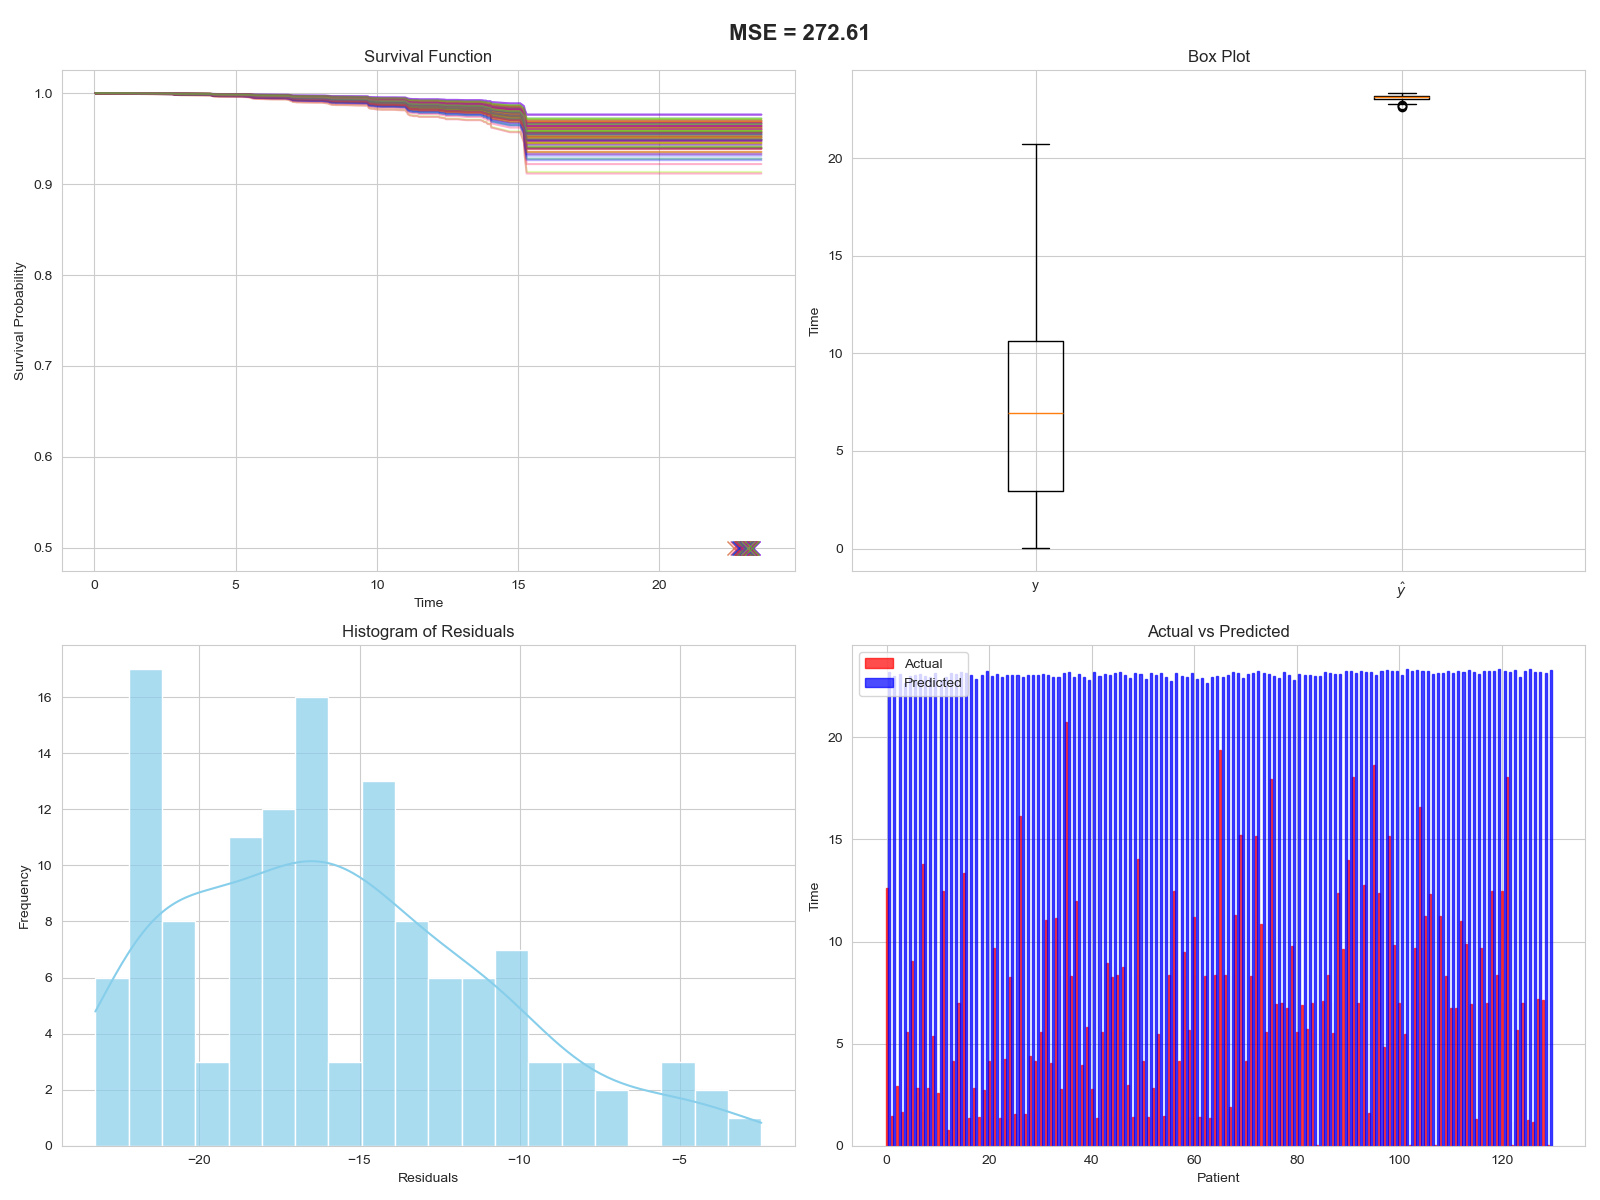 MSE = 272.61
Survival Function
1.0
0.9
0.8
0.7
0.6
0.5
Survival Probability
0 5 10 15 20
Time
Box Plot
20
15
10
5
0
Time
y ŷ
Histogram of Residuals
16
14
12
10
8
6
4
2
0
Frequency
−20 −15 −10 −5
Residuals
Actual vs Predicted
Actual
Predicted
20
15
10
5
0
Time
0 20 40 60 80 100 120
Patient